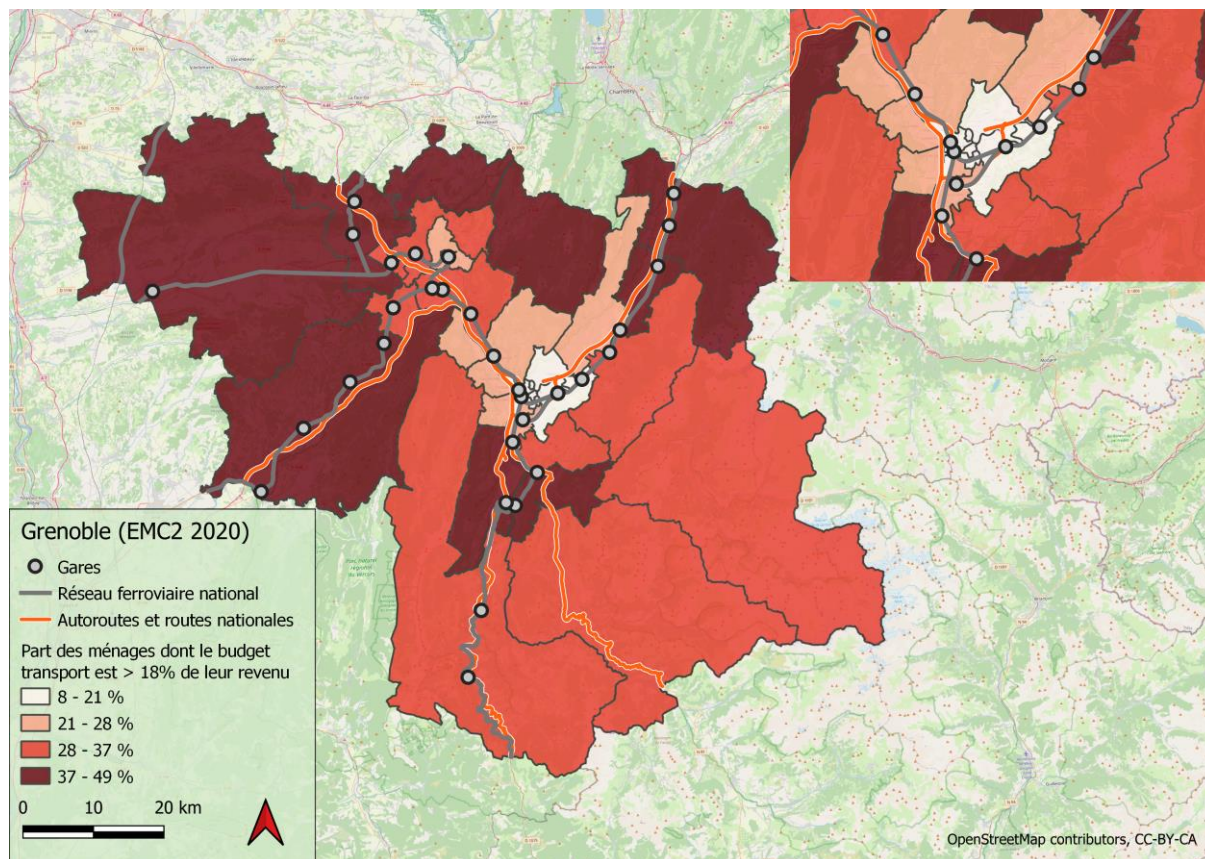 Grenoble (EMC2 2020)
Gares
Réseau ferroviaire national
Autoroutes et routes nationales
Part des ménages dont le budget
transport est > 18% de leur revenu
8 - 21 %
21 - 28 %
28 - 37 %
37 - 49 %
0 10 20 km
OpenStreetMap contributors, CC-BY-CA